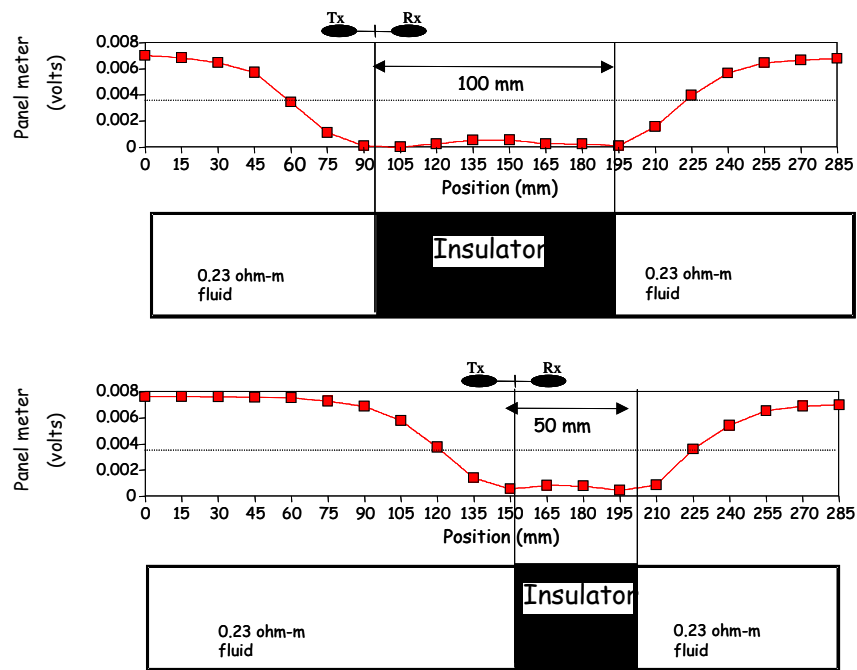 Tx Rx
Panel meter
(volts)
0.008
0.006
0.004
0.002
0
100 mm
0 15 30 45 60 75 90 105 120 135 150 165 180 195 210 225 240 255 270 285
Position (mm)
Insulator
0.23 ohm-m
fluid
0.23 ohm-m
fluid
Tx Rx
Panel meter
(volts)
0.008
0.006
0.004
0.002
0
50 mm
0 15 30 45 60 75 90 105 120 135 150 165 180 195 210 225 240 255 270 285
Position (mm)
Insulator
0.23 ohm-m
fluid
0.23 ohm-m
fluid